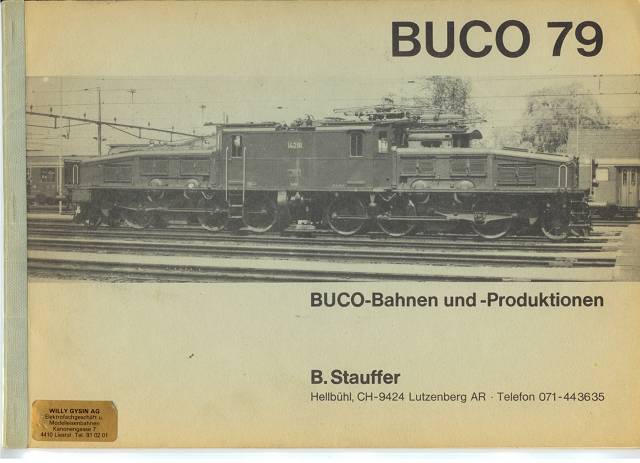 BUCO 79
BUCO-Bahnen und -Produktionen
B. Stauffer
Hellbühl, CH-9424 Lutzenberg AR · Telefon 071-443635
WILLY GYSIN AG
Elektrofachgeschäft u.
Modelleisenbahnen
Kanonengasse 7
4410 Liestal Tel. 91 02 01